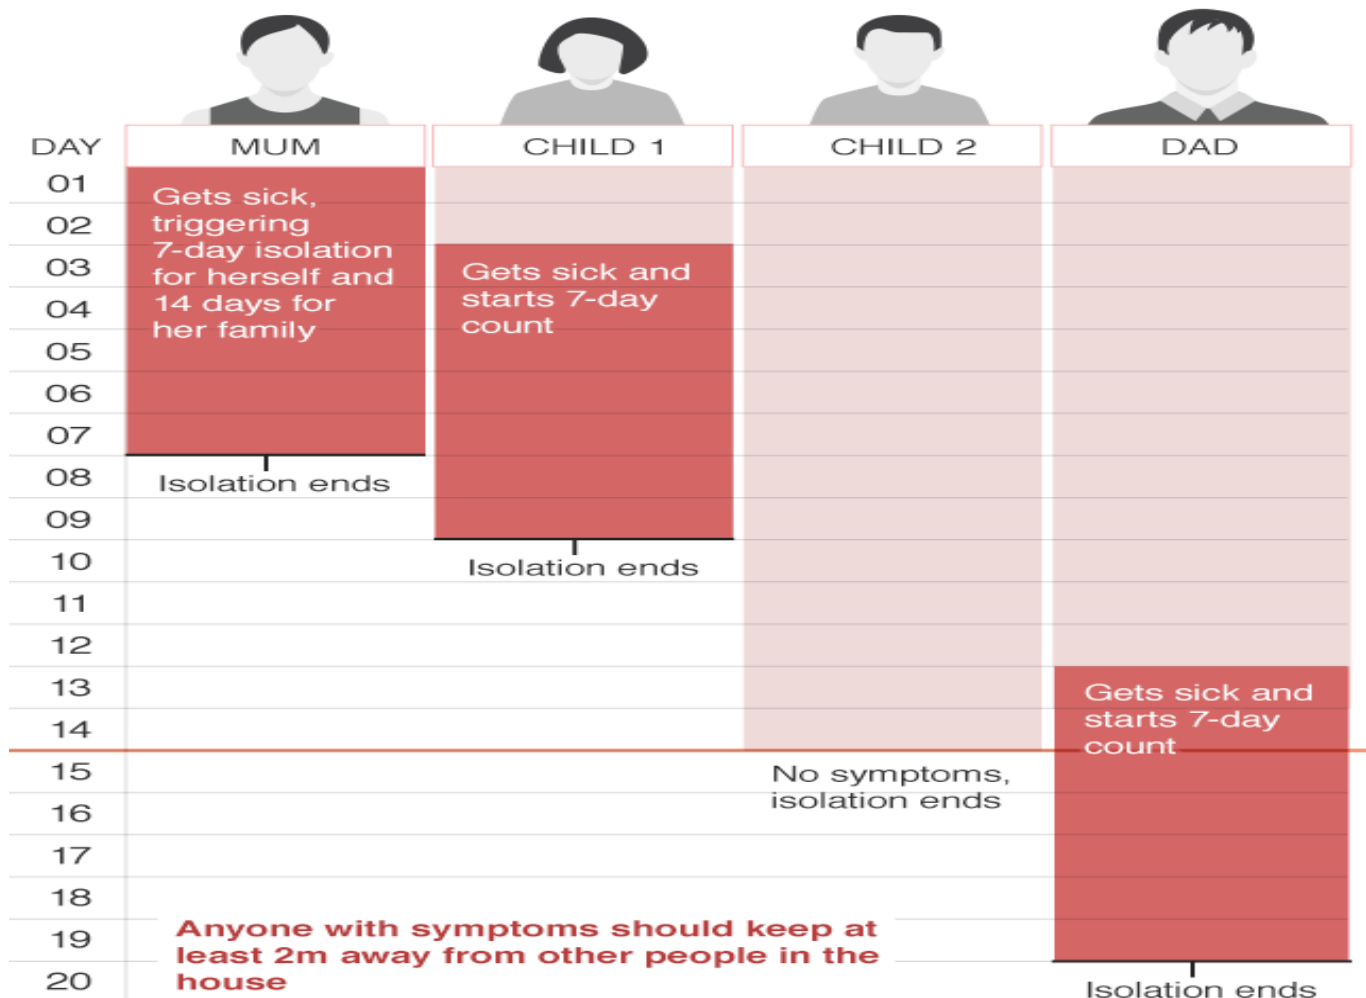 DAY
MUM
CHILD 1
CHILD 2
DAD
01
02
03
04
05
06
07
08
09
10
11
12
13
14
15
16
17
18
19
20
Gets sick,
triggering
7-day isolation
for herself and
14 days for
her family
Isolation ends
Gets sick and
starts 7-day
count
Isolation ends
No symptoms,
isolation ends
Gets sick and
starts 7-day
count
Isolation ends
Anyone with symptoms should keep at
least 2m away from other people in the
house